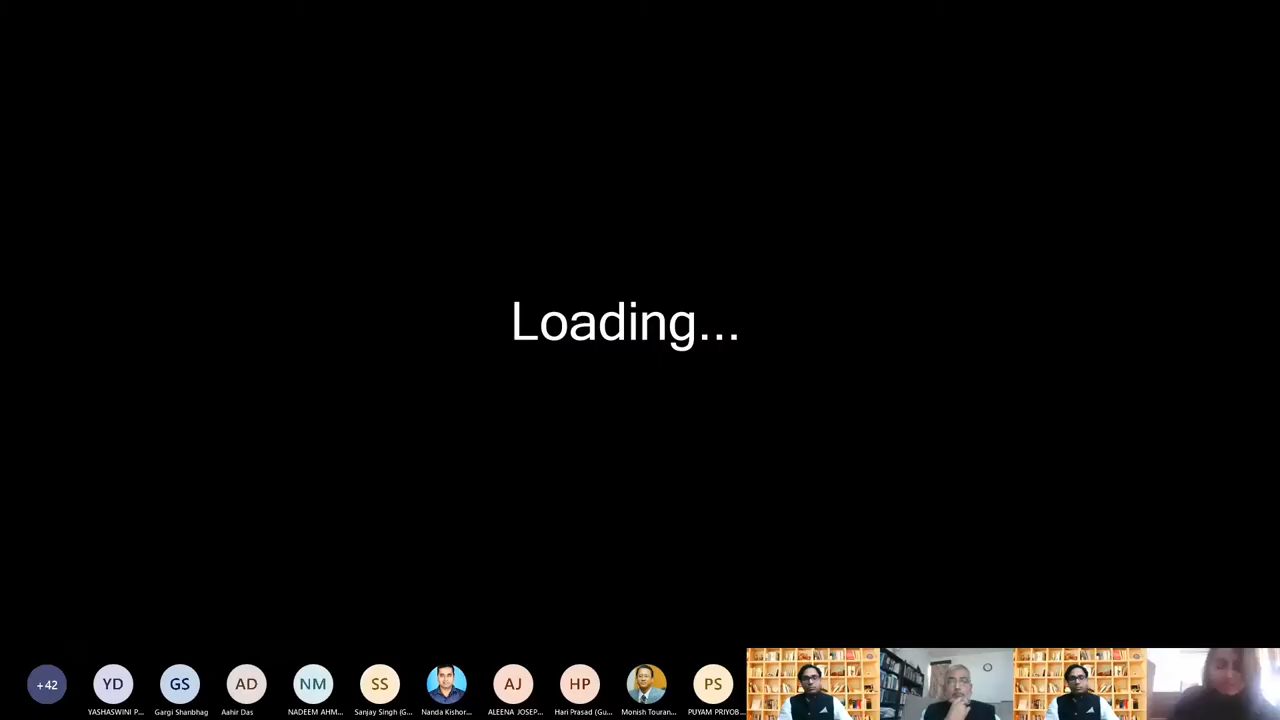 Loading...
+42 YD GS AD NM SS AJ HP PS
YASHASWINI P... Gargi Shanbhag Aahir Das NADEEM AHM... Sanjay Singh (G... Nanda Kishor... ALEENA JOSEP... Hari Prasad (Gu... Monish Touran... PUYAM PRIYOB...